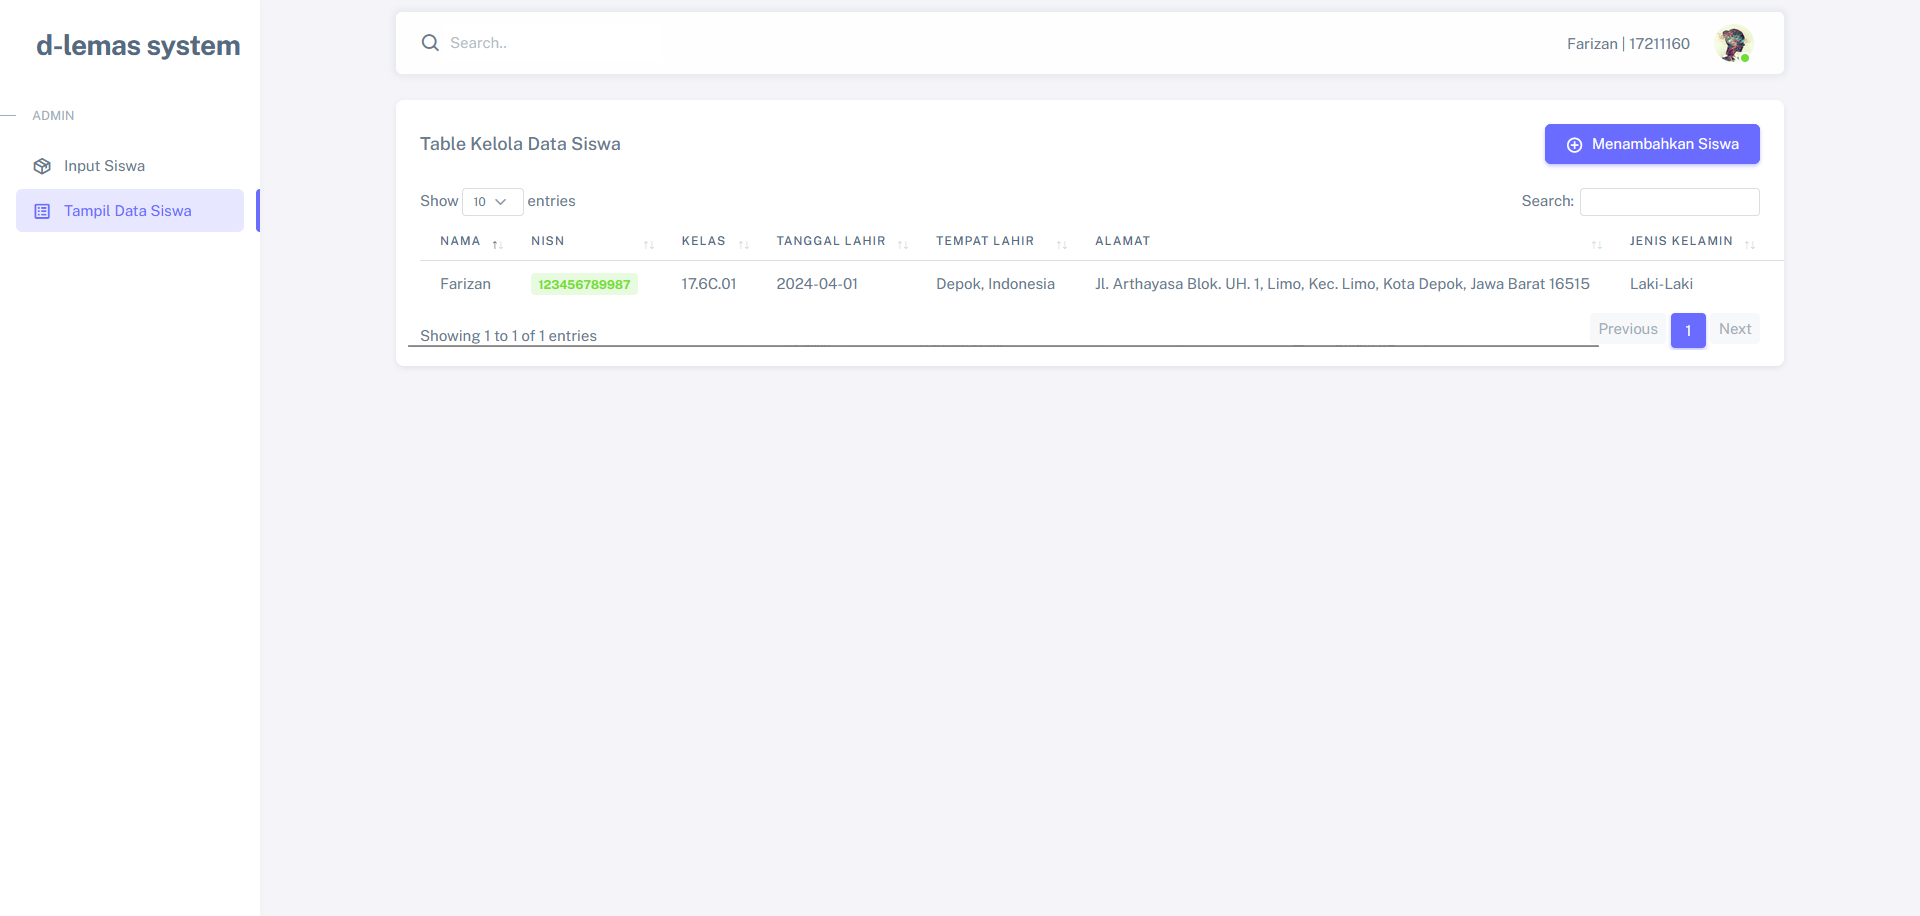 d-lemas system
ADMIN
Input Siswa
Tampil Data Siswa
Search..
Farizan | 17211160
Table Kelola Data Siswa
Menambahkan Siswa
Show 10 entries
Search:
NAMA NISN KELAS TANGGAL LAHIR TEMPAT LAHIR ALAMAT JENIS KELAMIN
Farizan 123456789987 17.6C.01 2024-04-01 Depok, Indonesia Jl. Arthayasa Blok. UH. 1, Limo, Kec. Limo, Kota Depok, Jawa Barat 16515 Laki-Laki
Showing 1 to 1 of 1 entries
Previous 1 Next